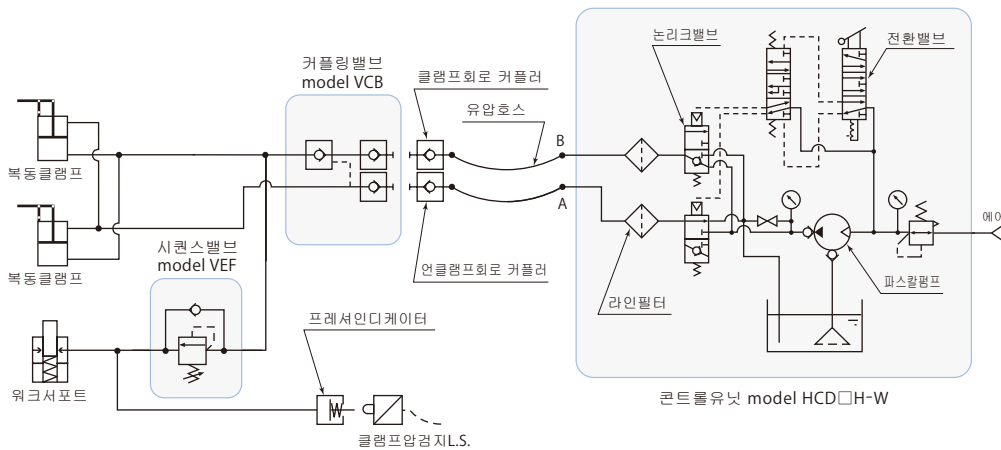 논리크밸브
전환밸브
커플링밸브
model VCB
클램프회로 커플러
유압호스
B
A
복동클램프
복동클램프
시퀀스밸브
model VEF
언클램프회로 커플러
라인필터
파스칼펌프
프레셔인디케이터
워크서포트
클램프압검지L.S.
콘트롤유닛 model HCD□H-W